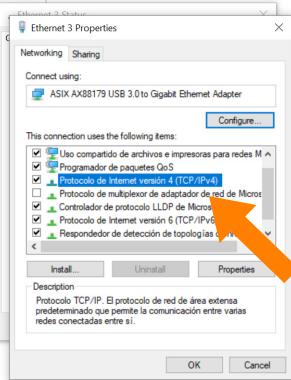 Ethernet 3 Status
Ethernet 3 Properties
Networking Sharing
Connect using:
ASIX AX88179 USB 3.0 to Gigabit Ethernet Adapter
Configure...
This connection uses the following items:
Uso compartido de archivos e impresoras para redes M
Programador de paquetes QoS
Protocolo de Internet versión 4 (TCP/IPv4)
Protocolo de multiplexor de adaptador de red de Micros
Controlador de protocolo LLDP de Micros
Protocolo de Internet versión 6 (TCP/IPv6
Respondedor de detección de topologías de
Install... Uninstall Properties
Description
Protocolo TCP/IP. El protocolo de red de área extensa
predeterminado que permite la comunicación entre varias
redes conectadas entre sí.
OK Cancel